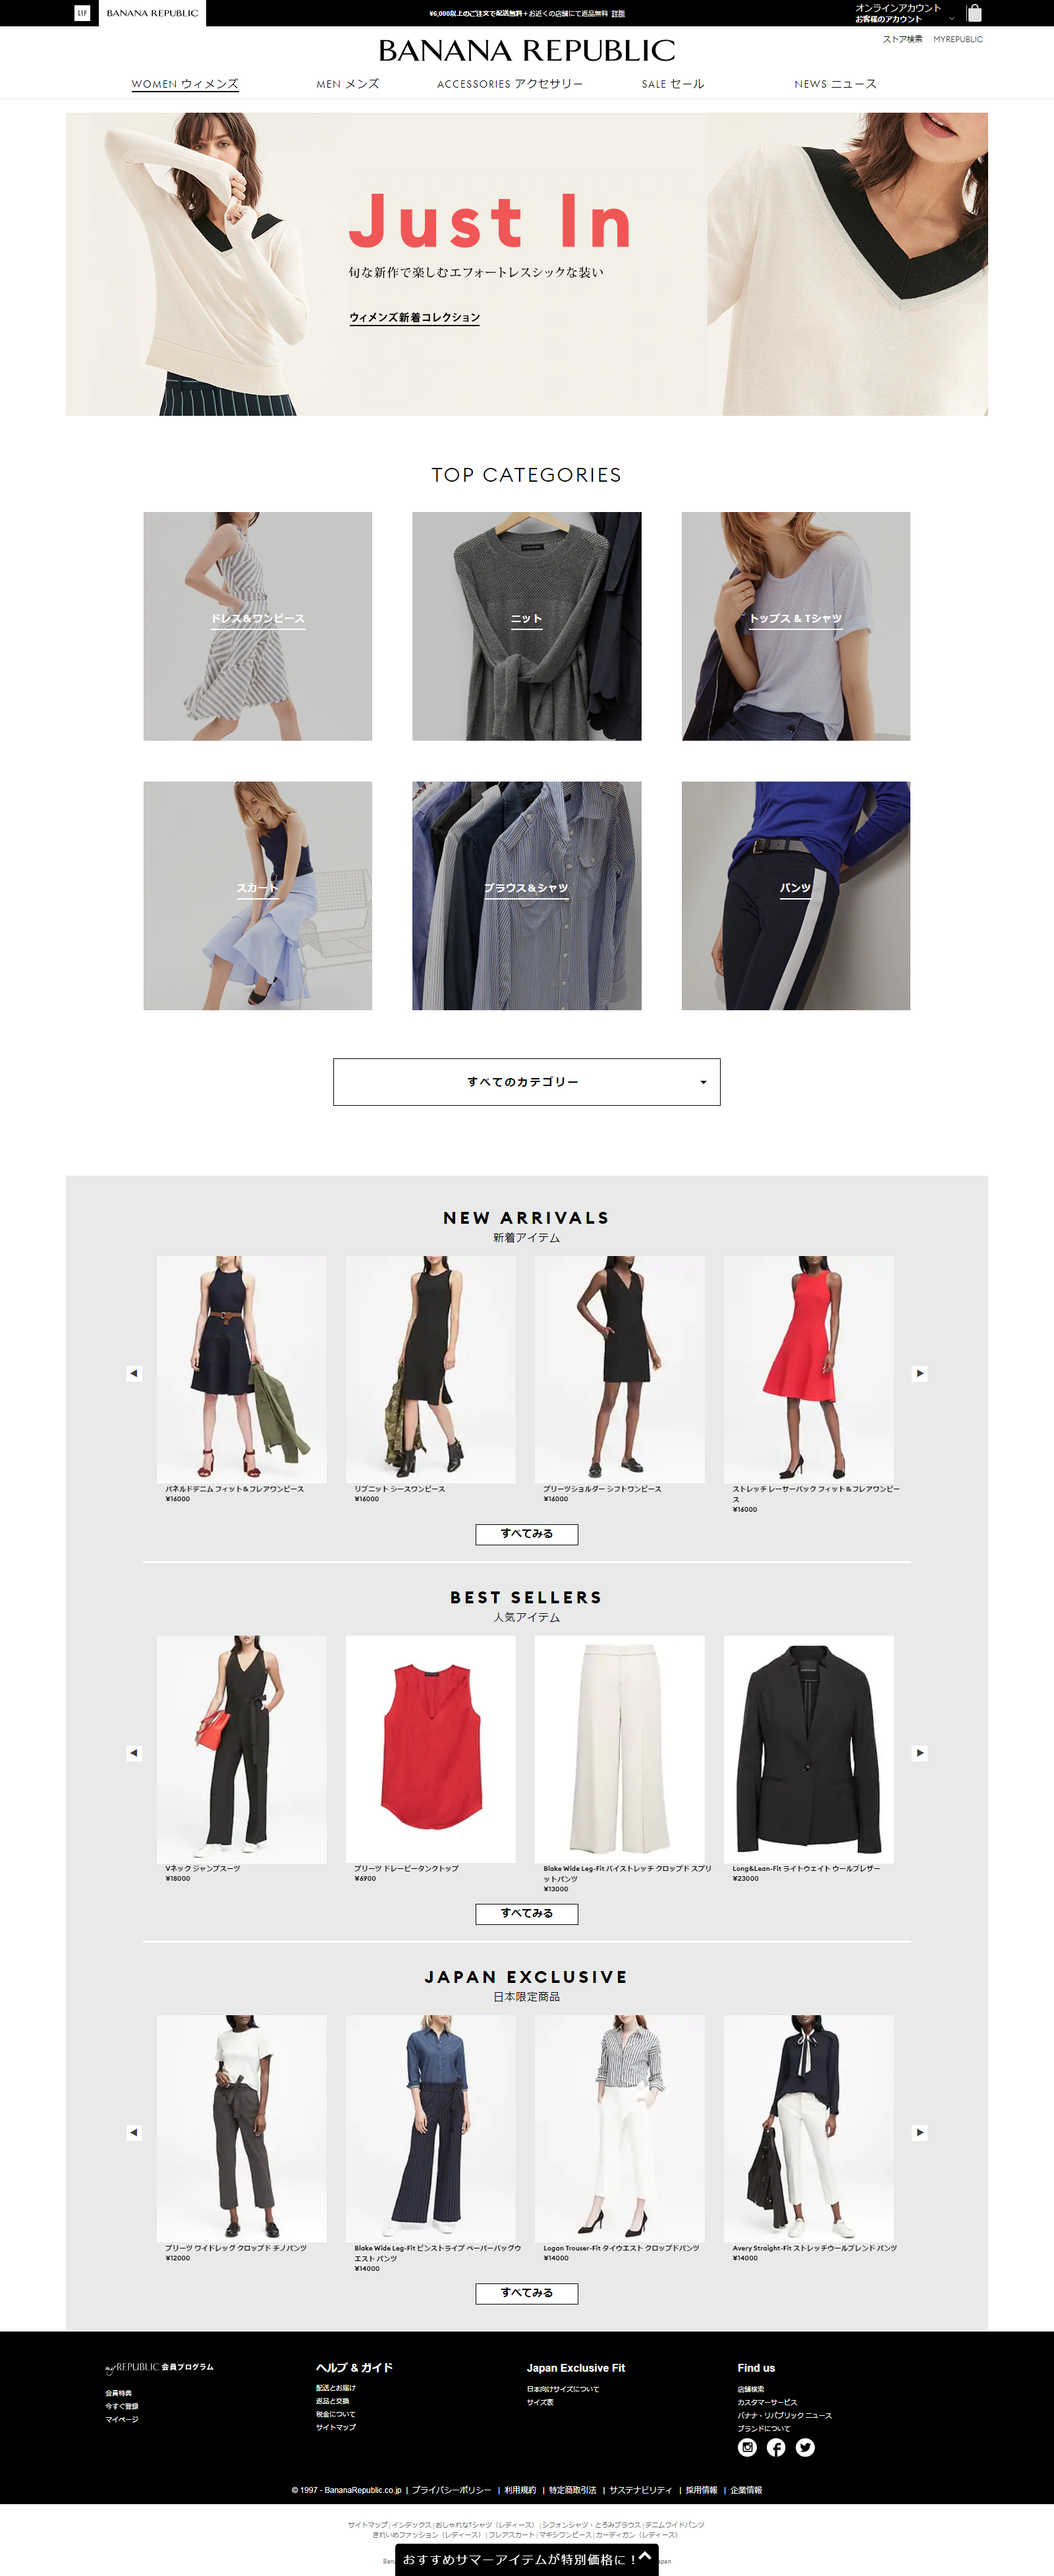 GAP
BANANA REPUBLIC
¥6,000以上のご注文で配送無料+お近くの店舗にて返品無料 詳細
オンラインアカウント
お客様のアカウント
ストア検索 MYREPUBLIC
BANANA REPUBLIC
WOMEN ウィメンズ MEN メンズ ACCESSORIES アクセサリー SALE セール NEWS ニュース
Just In
旬な新作で楽しむエフォートレスシックな装い
ウィメンズ新着コレクション
TOP CATEGORIES
ドレス&ワンピース
ニット
トップス & Tシャツ
スカート
ブラウス&シャツ
パンツ
すべてのカテゴリー
NEW ARRIVALS
新着アイテム
パネルドデニム フィット&フレアワンピース
¥16000
リブニット シースワンピース
¥16000
プリーツショルダー シフトワンピース
¥16000
ストレッチ レーサーバック フィット&フレアワンピー
ス
¥16000
すべてみる
BEST SELLERS
人気アイテム
Vネック ジャンプスーツ
¥18000
プリーツ ドレーピータンクトップ
¥6900
Blake Wide Leg-Fit バイストレッチ クロップド スプリ
ットパンツ
¥13000
Long&Lean-Fit ライトウェイト ウールブレザー
¥23000
すべてみる
JAPAN EXCLUSIVE
日本限定商品
プリーツ ワイドレッグ クロップド チノパンツ
¥12000
Blake Wide Leg-Fit ピンストライプ ペーパーバッグウ
エスト パンツ
¥14000
Logan Trouser-Fit タイウエスト クロップドパンツ
¥14000
Avery Straight-Fit ストレッチウールブレンド パンツ
¥14000
すべてみる
my REPUBLIC 会員プログラム
会員特典
今すぐ登録
マイページ
ヘルプ & ガイド
配送とお届け
返品と交換
税金について
サイトマップ
Japan Exclusive Fit
日本向けサイズについて
サイズ表
Find us
店舗検索
カスタマーサービス
バナナ・リパブリック ニュース
ブランドについて
© 1997 - BananaRepublic.co.jp | プライバシーポリシー | 利用規約 | 特定商取引法 | サステナビリティ | 採用情報 | 企業情報
サイトマップ | インデックス | おしゃれなTシャツ（レディース） | シフォンシャツ・とろみブラウス | デニムワイドパンツ
きれいめファッション（レディース） | フレアスカート | マキシワンピース | カーディガン（レディース）
おすすめサマーアイテムが特別価格に！